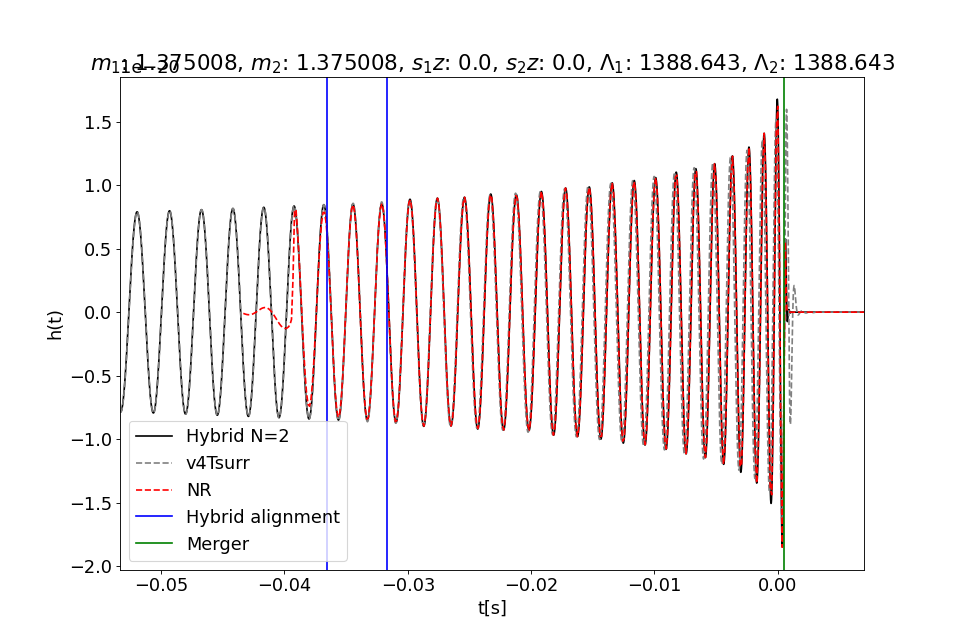 m₁: 1.375008, m₂: 1.375008, s₁z: 0.0, s₂z: 0.0, Λ₁: 1388.643, Λ₂: 1388.643
1e−20
1.5
1.0
0.5
0.0
−0.5
−1.0
−1.5
−2.0
h(t)
Hybrid N=2
v4Tsurr
NR
Hybrid alignment
Merger
−0.05
−0.04
−0.03
−0.02
−0.01
0.00
t[s]